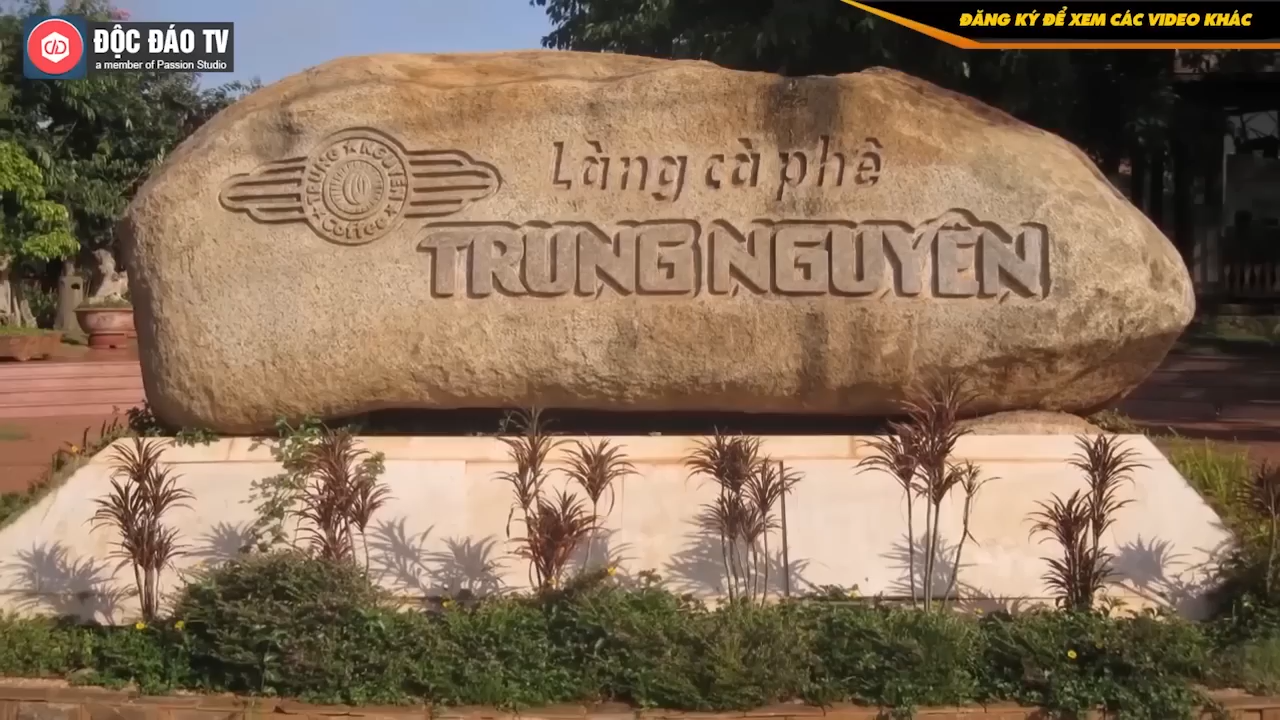 ĐỘC ĐÁO TV
a member of Passion Studio
ĐĂNG KÝ ĐỂ XEM CÁC VIDEO KHÁC
TRUNG NGUYÊN
Coffee
Làng cà phê
TRUNG NGUYÊN